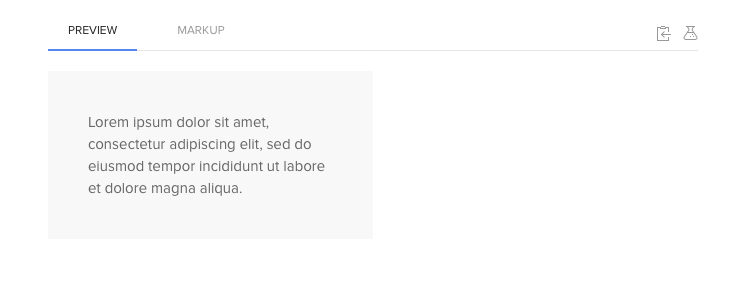 PREVIEW MARKUP
Lorem ipsum dolor sit amet,
consectetur adipiscing elit, sed do
eiusmod tempor incididunt ut labore
et dolore magna aliqua.